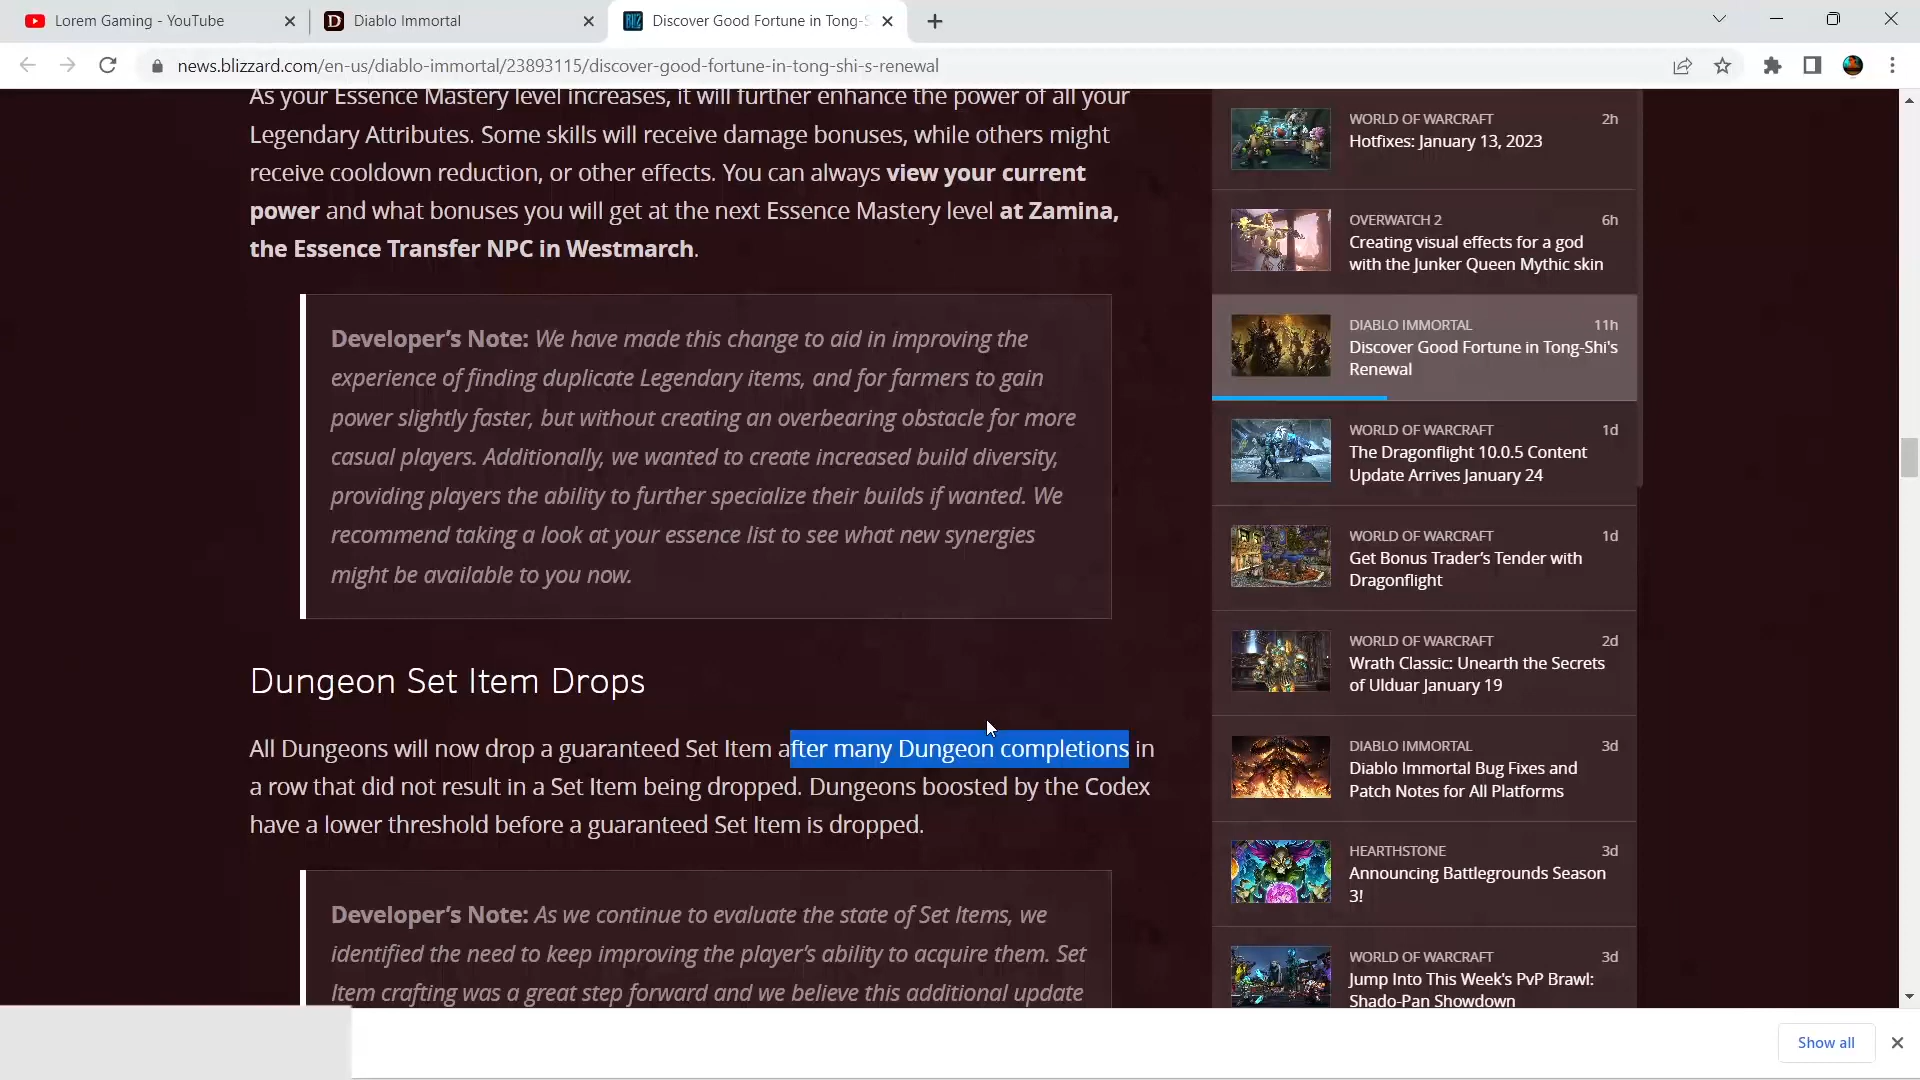 Lorem Gaming - YouTube
Diablo Immortal
Discover Good Fortune in Tong-S
news.blizzard.com/en-us/diablo-immortal/23893115/discover-good-fortune-in-tong-shi-s-renewal
As your Essence Mastery level increases, it will further enhance the power of all your
Legendary Attributes. Some skills will receive damage bonuses, while others might
receive cooldown reduction, or other effects. You can always view your current
power and what bonuses you will get at the next Essence Mastery level at Zamina,
the Essence Transfer NPC in Westmarch.
Developer's Note: We have made this change to aid in improving the
experience of finding duplicate Legendary items, and for farmers to gain
power slightly faster, but without creating an overbearing obstacle for more
casual players. Additionally, we wanted to create increased build diversity,
providing players the ability to further specialize their builds if wanted. We
recommend taking a look at your essence list to see what new synergies
might be available to you now.
Dungeon Set Item Drops
All Dungeons will now drop a guaranteed Set Item after many Dungeon completions in
a row that did not result in a Set Item being dropped. Dungeons boosted by the Codex
have a lower threshold before a guaranteed Set Item is dropped.
Developer's Note: As we continue to evaluate the state of Set Items, we
identified the need to keep improving the player's ability to acquire them. Set
Item crafting was a great step forward and we believe this additional update
WORLD OF WARCRAFT 2h
Hotfixes: January 13, 2023
OVERWATCH 2 6h
Creating visual effects for a god
with the Junker Queen Mythic skin
DIABLO IMMORTAL 11h
Discover Good Fortune in Tong-Shi's
Renewal
WORLD OF WARCRAFT 1d
The Dragonflight 10.0.5 Content
Update Arrives January 24
WORLD OF WARCRAFT 1d
Get Bonus Trader's Tender with
Dragonflight
WORLD OF WARCRAFT 2d
Wrath Classic: Unearth the Secrets
of Ulduar January 19
DIABLO IMMORTAL 3d
Diablo Immortal Bug Fixes and
Patch Notes for All Platforms
HEARTHSTONE 3d
Announcing Battlegrounds Season
3!
WORLD OF WARCRAFT 3d
Jump Into This Week's PvP Brawl:
Shado-Pan Showdown
Show all